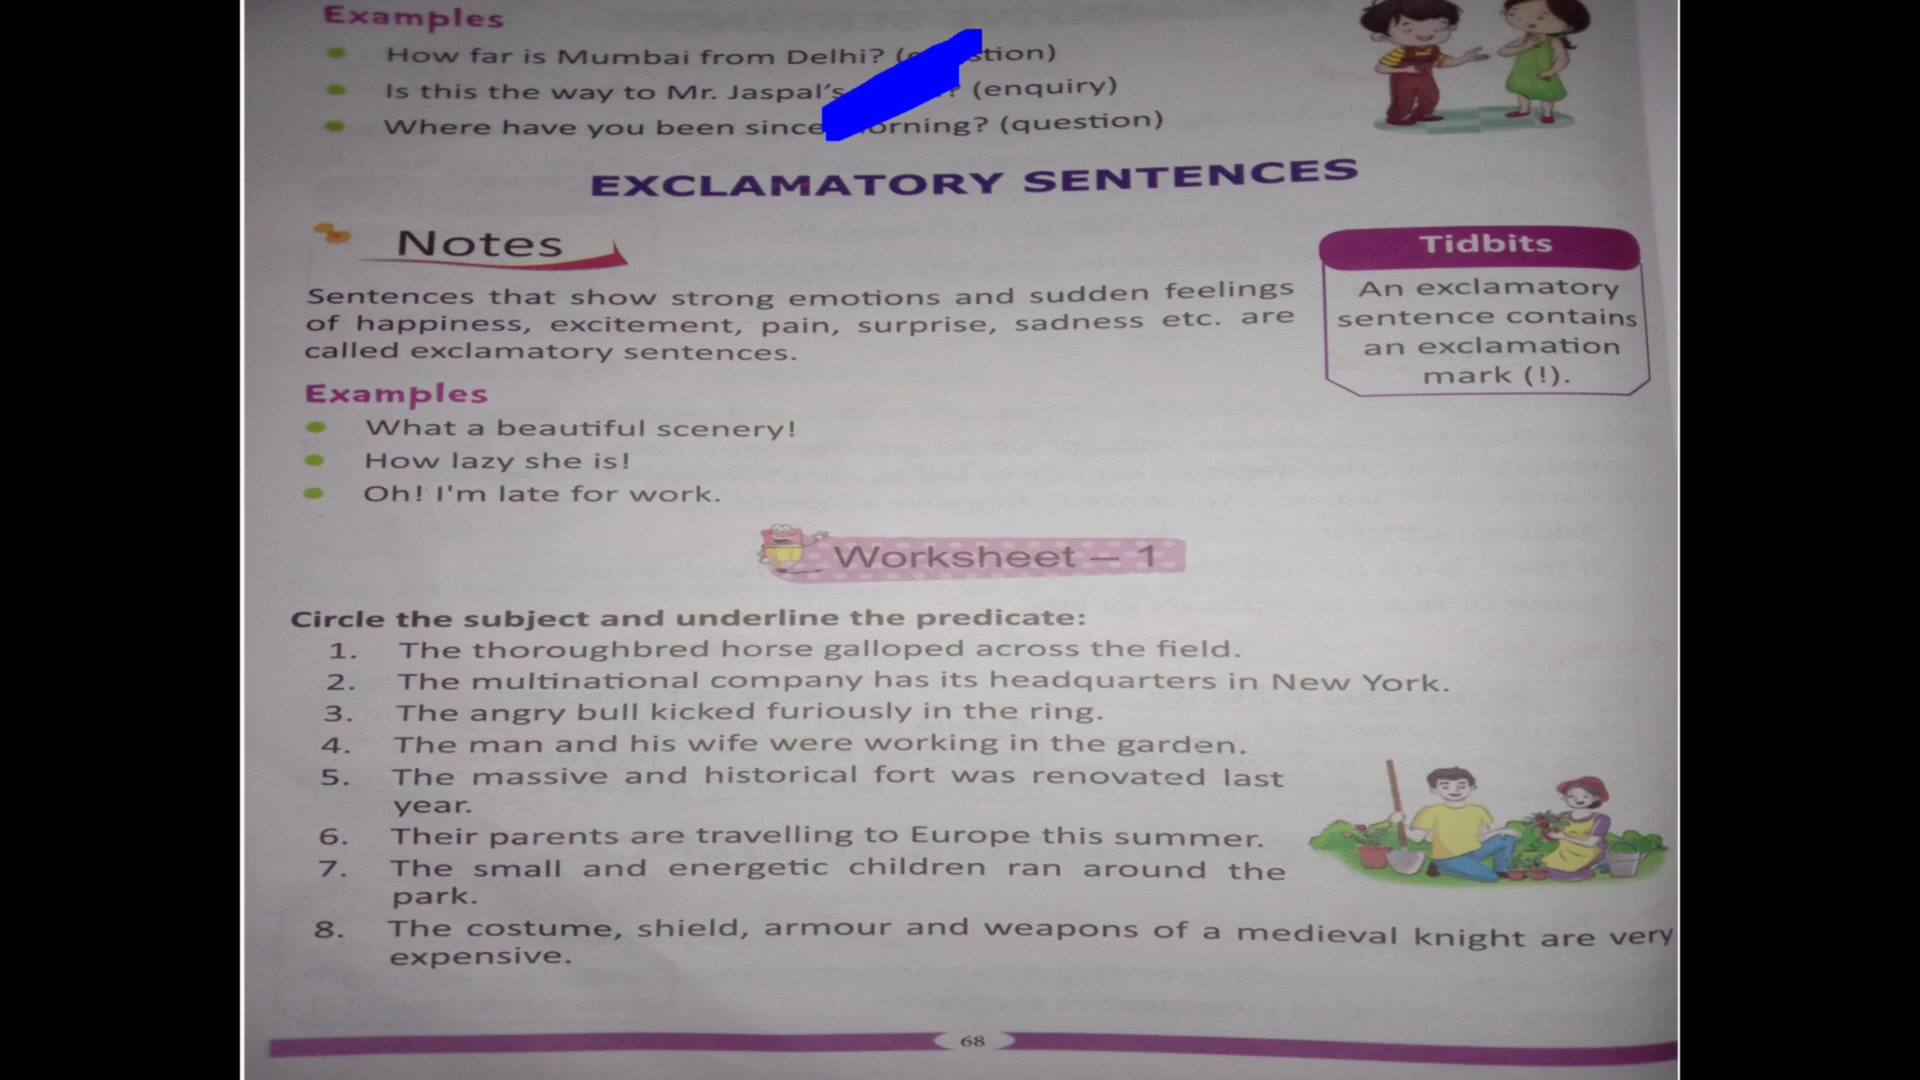 Examples
How far is Mumbai from Delhi? (
Is this the way to Mr. Jaspal's ? (enquiry)
Where have you been since morning? (question)
EXCLAMATORY SENTENCES
Notes
Sentences that show strong emotions and sudden feelings
of happiness, excitement, pain, surprise, sadness etc. are
called exclamatory sentences.
Tidbits
An exclamatory
sentence contains
an exclamation
mark (!).
Examples
What a beautiful scenery!
How lazy she is!
Oh! I'm late for work.
Worksheet – 1
Circle the subject and underline the predicate:
1. The thoroughbred horse galloped across the field.
2. The multinational company has its headquarters in New York.
3. The angry bull kicked furiously in the ring.
4. The man and his wife were working in the garden.
5. The massive and historical fort was renovated last
year.
6. Their parents are travelling to Europe this summer.
7. The small and energetic children ran around the
park.
8. The costume, shield, armour and weapons of a medieval knight are very
expensive.
68